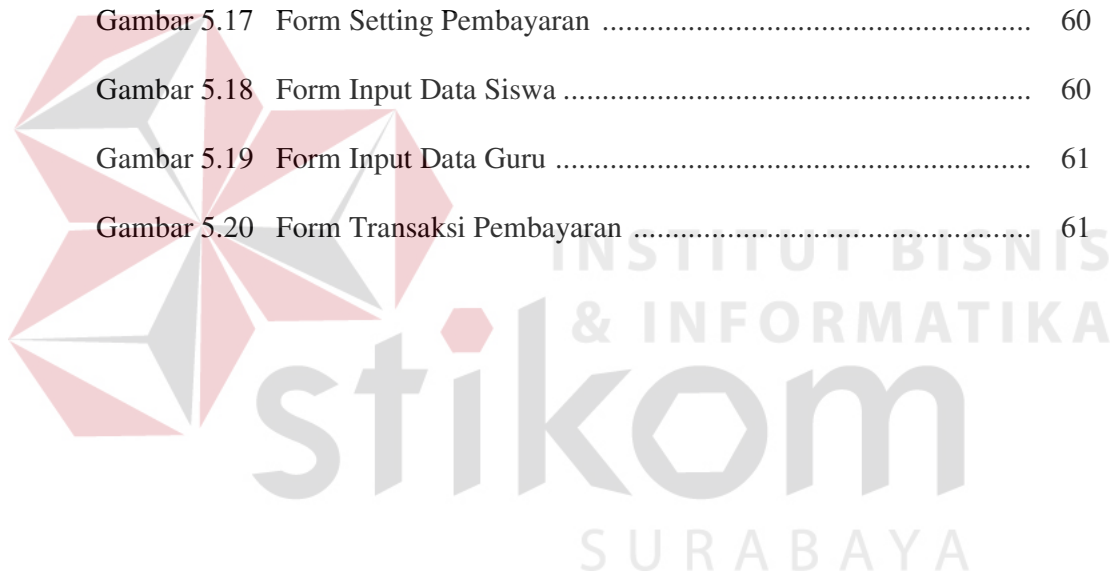 Gambar 5.17 Form Setting Pembayaran ..................................................... 60
Gambar 5.18 Form Input Data Siswa .......................................................... 60
Gambar 5.19 Form Input Data Guru ........................................................... 61
Gambar 5.20 Form Transaksi Pembayaran ................................................. 61
INSTITUT BISNIS
& INFORMATIKA
stikom
SURABAYA